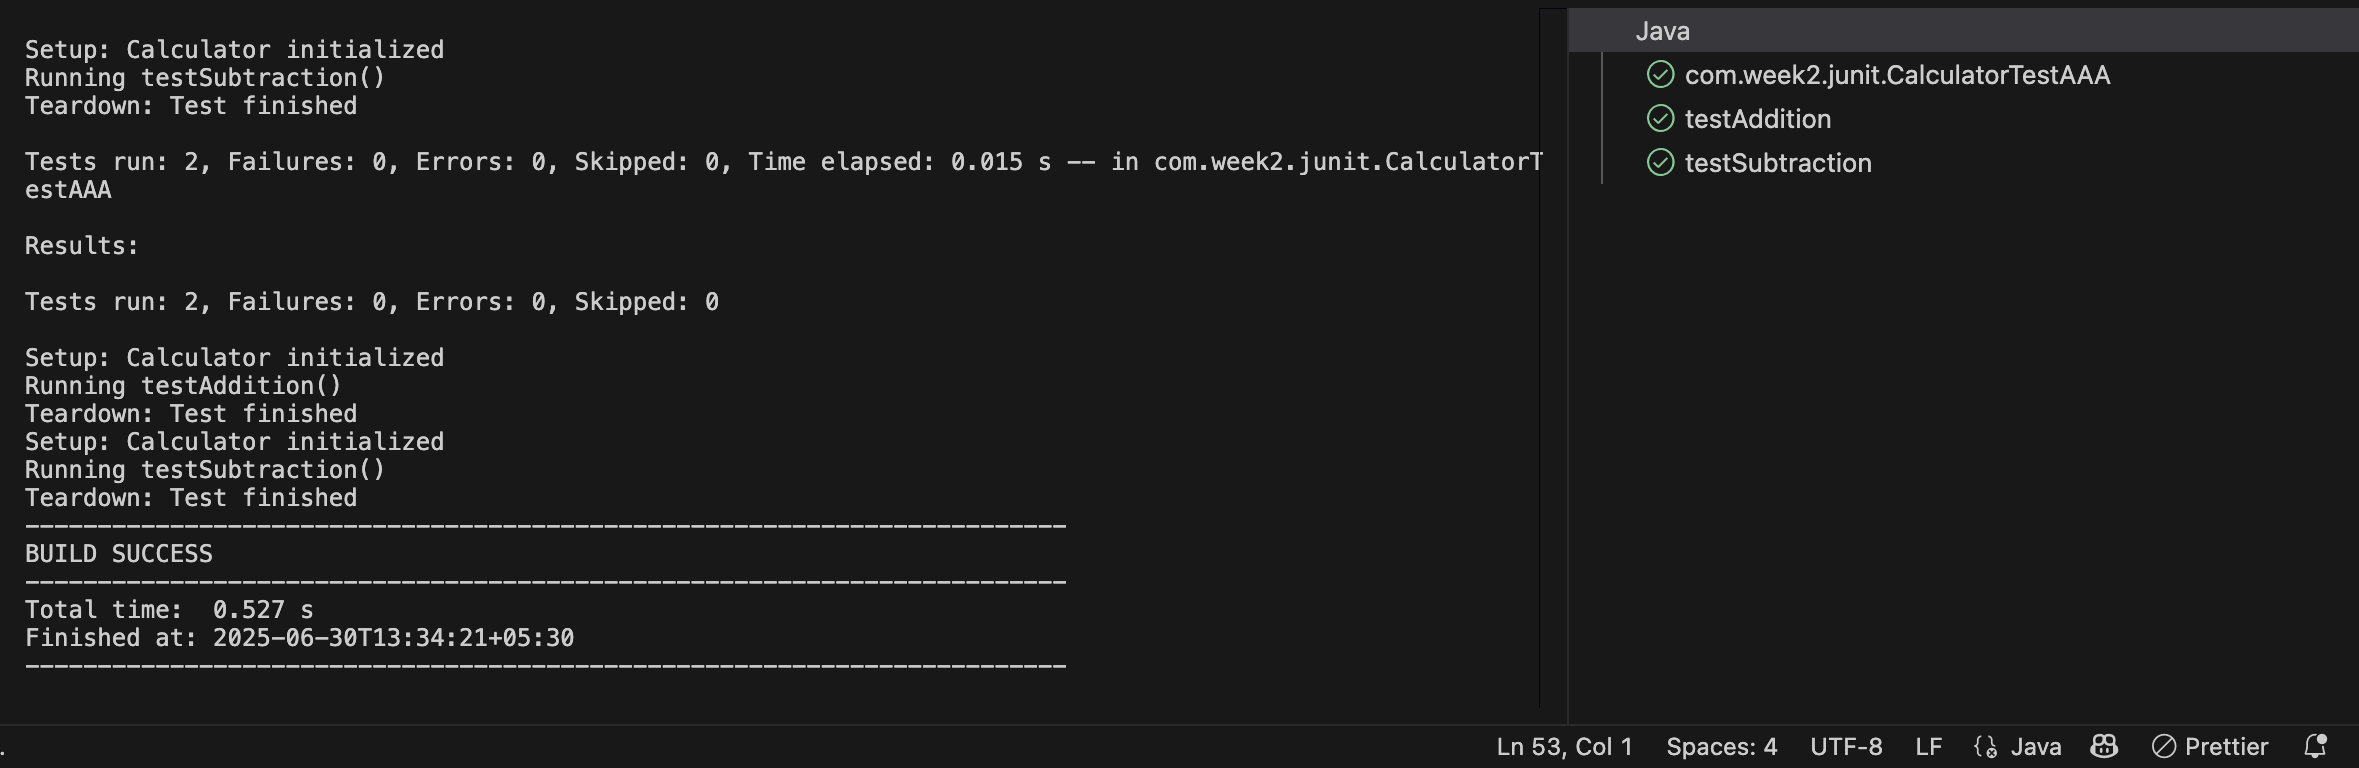 Setup: Calculator initialized
Running testSubtraction()
Teardown: Test finished
Tests run: 2, Failures: 0, Errors: 0, Skipped: 0, Time elapsed: 0.015 s -- in com.week2.junit.CalculatorT
estAAA
Results:
Tests run: 2, Failures: 0, Errors: 0, Skipped: 0
Setup: Calculator initialized
Running testAddition()
Teardown: Test finished
Setup: Calculator initialized
Running testSubtraction()
Teardown: Test finished
------------------------------------------------------------------------
BUILD SUCCESS
------------------------------------------------------------------------
Total time:  0.527 s
Finished at: 2025-06-30T13:34:21+05:30
------------------------------------------------------------------------
Java
com.week2.junit.CalculatorTestAAA
testAddition
testSubtraction
. Ln 53, Col 1 Spaces: 4 UTF-8 LF Java Prettier